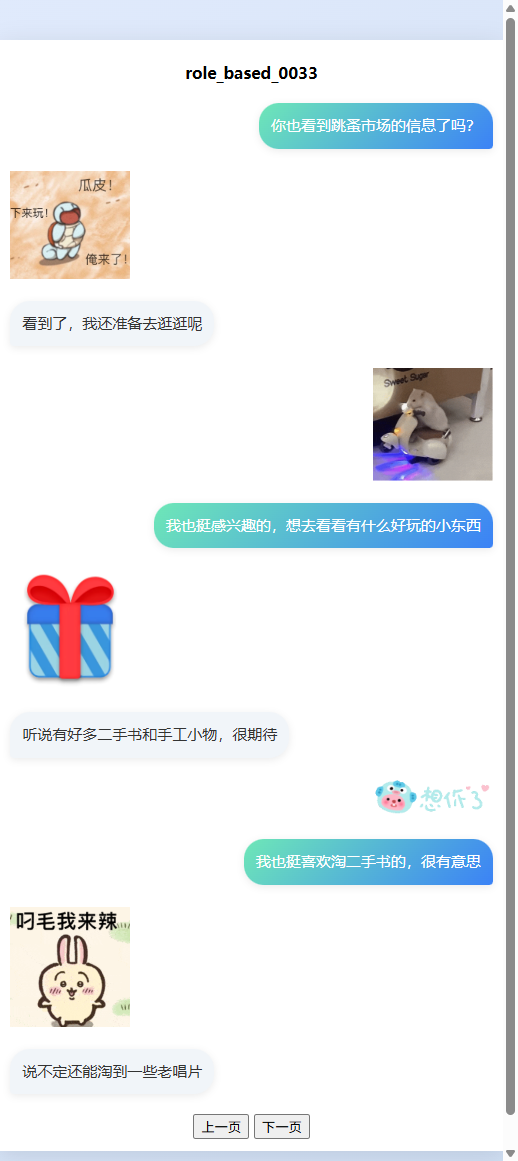 role_based_0033
你也看到跳蚤市场的信息了吗？
瓜皮！
下来玩！
俺来了！
看到了，我还准备去逛逛呢
Sweet Sugar
我也挺感兴趣的，想去看看有什么好玩的小东西
听说有好多二手书和手工小物，很期待
想你了
我也挺喜欢淘二手书的，很有意思
叼毛我来辣
说不定还能淘到一些老唱片
上一页 下一页